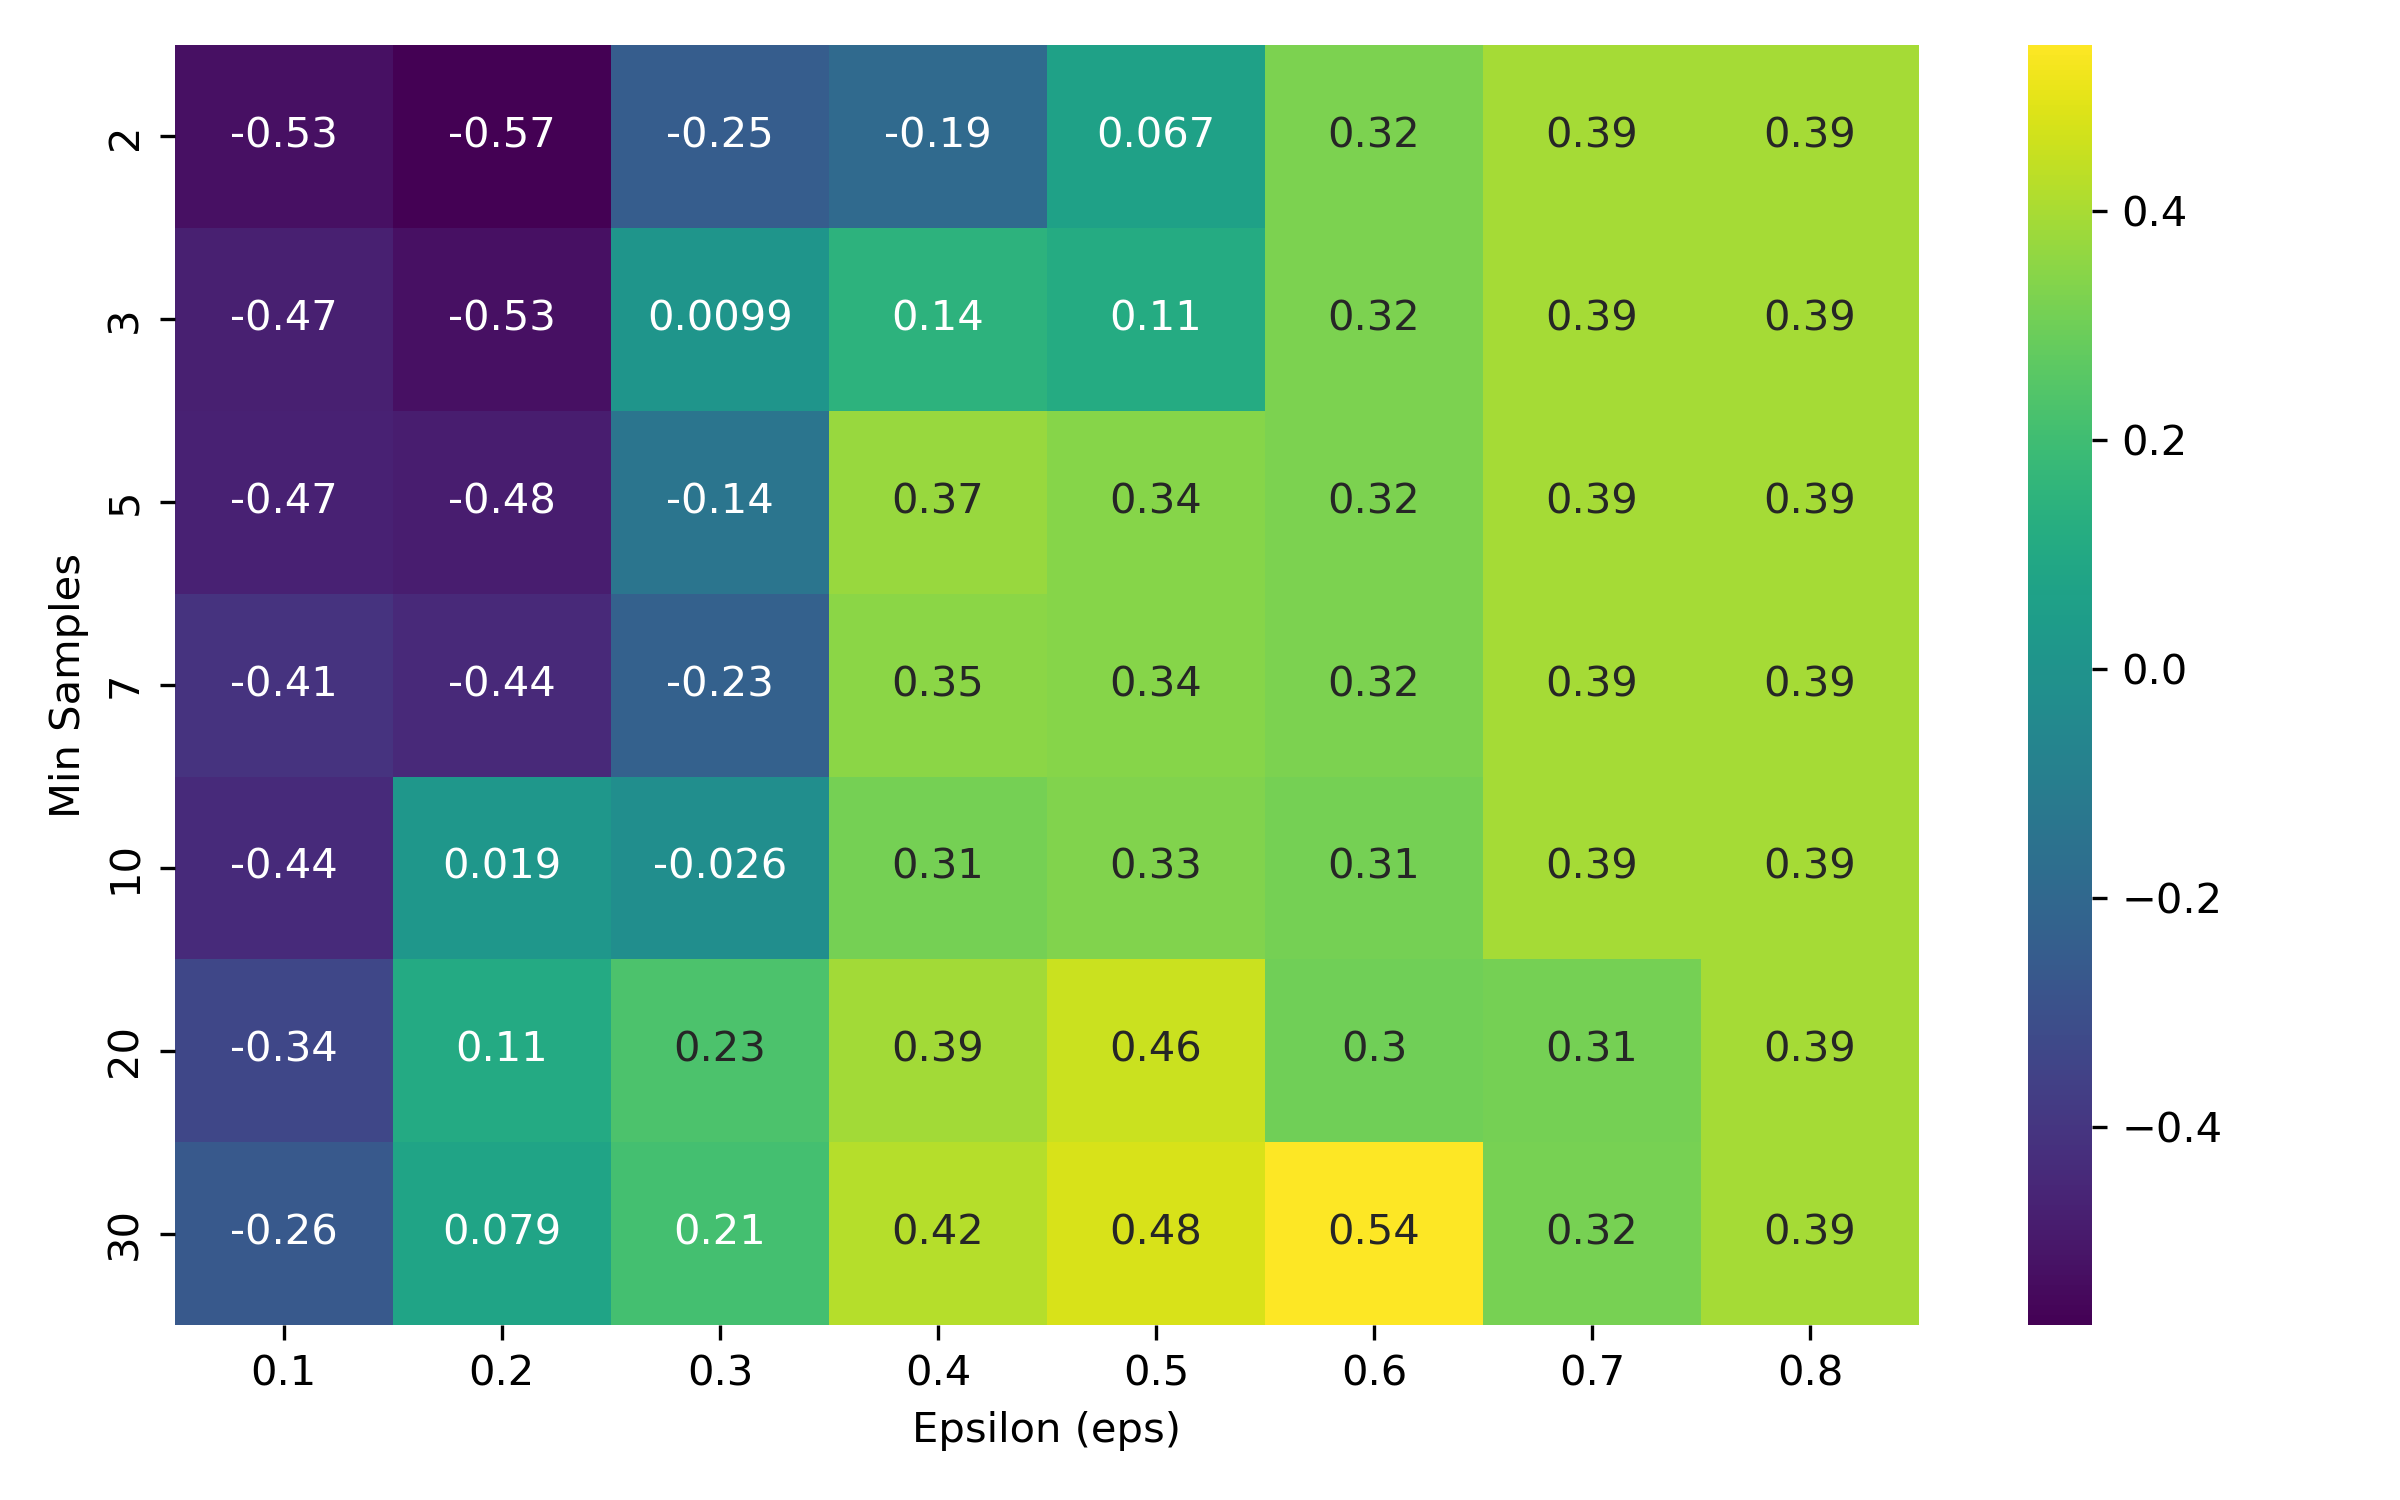 2 -0.53 -0.57 -0.25 -0.19 0.067 0.32 0.39 0.39
3 -0.47 -0.53 0.0099 0.14 0.11 0.32 0.39 0.39
5 -0.47 -0.48 -0.14 0.37 0.34 0.32 0.39 0.39
7 -0.41 -0.44 -0.23 0.35 0.34 0.32 0.39 0.39
10 -0.44 0.019 -0.026 0.31 0.33 0.31 0.39 0.39
20 -0.34 0.11 0.23 0.39 0.46 0.3 0.31 0.39
30 -0.26 0.079 0.21 0.42 0.48 0.54 0.32 0.39
0.1 0.2 0.3 0.4 0.5 0.6 0.7 0.8
Epsilon (eps)
Min Samples
0.4
0.2
0.0
−0.2
−0.4